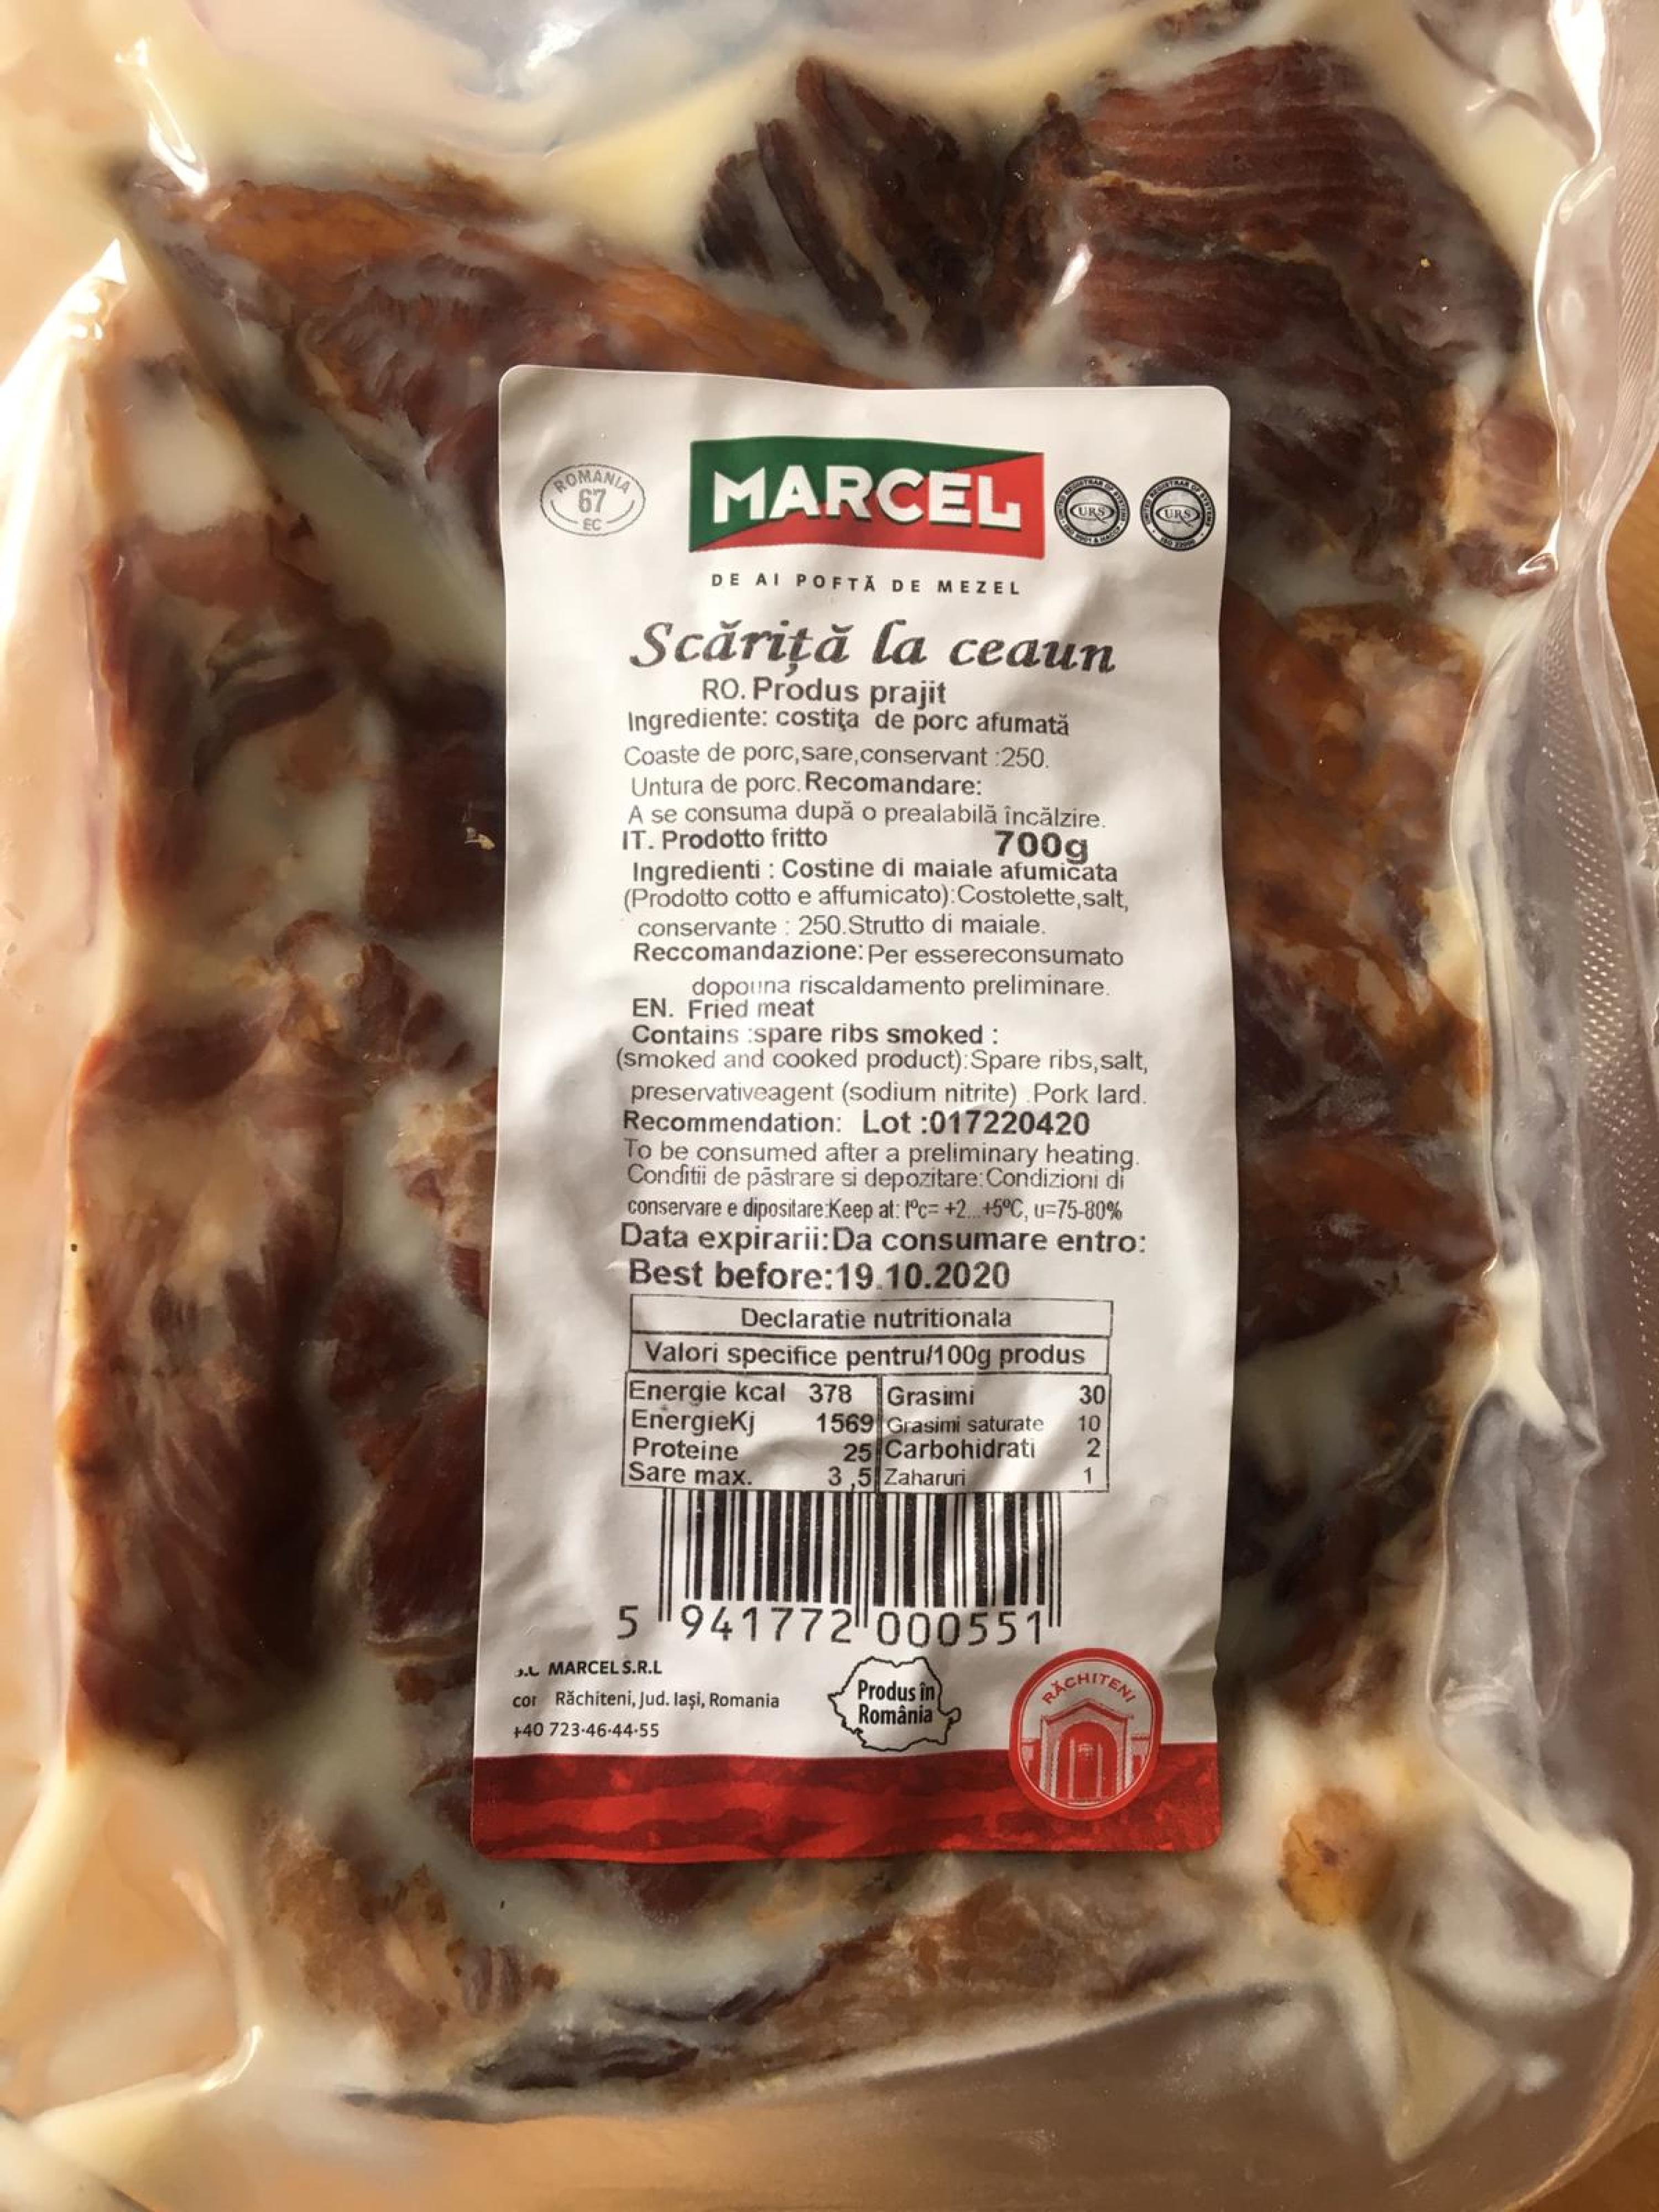 ROMANIA
67
EC
MARCEL
URS
URS
DE AI POFTĂ DE MEZEL
Scăriță la ceaun
RO. Produs prajit
Ingrediente: costiţa de porc afumată
Coaste de porc,sare,conservant :250.
Untura de porc. Recomandare:
A se consuma după o prealabilă încălzire.
IT. Prodotto fritto 700g
Ingredienti : Costine di maiale afumicata
(Prodotto cotto e affumicato):Costolette,salt,
conservante : 250.Strutto di maiale.
Reccomandazione: Per essereconsumato
dopouna riscaldamento preliminare.
EN. Fried meat
Contains :spare ribs smoked :
(smoked and cooked product):Spare ribs,salt,
preservativeagent (sodium nitrite) .Pork lard.
Recommendation: Lot :017220420
To be consumed after a preliminary heating.
Conditii de păstrare si depozitare:Condizioni di
conservare e dipositare:Keep at: tºc= +2...+5ºC, u=75-80%
Data expirarii:Da consumare entro:
Best before:19.10.2020
Declaratie nutritionala
Valori specifice pentru/100g produs
Energie kcal 378 Grasimi 30
EnergieKj 1569 Grasimi saturate 10
Proteine 25 Carbohidrati 2
Sare max. 3 ,5 Zaharuri 1
5 941772 000551
MARCEL S.R.L
com Răchiteni, Jud. Iași, Romania
+40 723-46-44-55
Produs în
România
RĂCHITENI